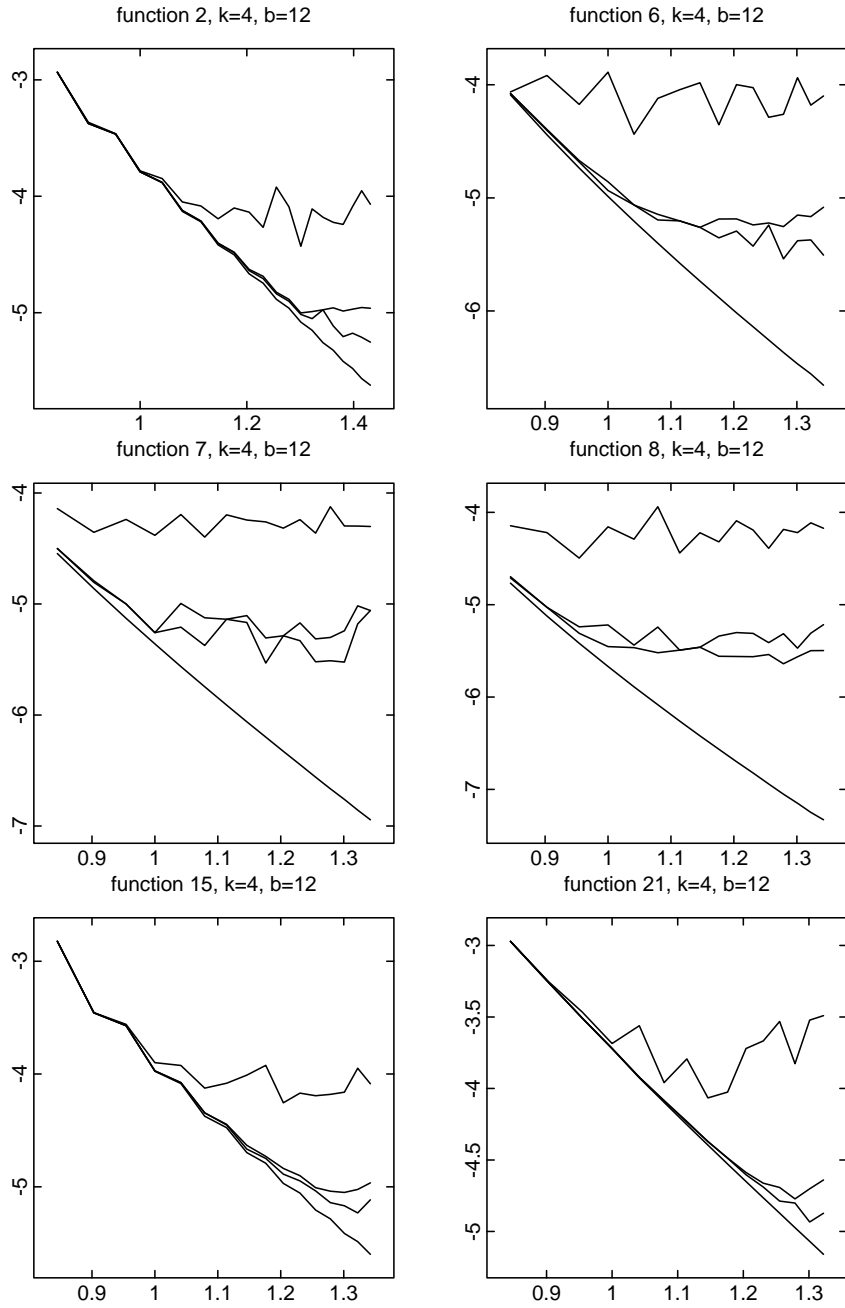 function 2, k=4, b=12
-3
-4
-5
1 1.2 1.4
function 6, k=4, b=12
-4
-5
-6
0.9 1 1.1 1.2 1.3
function 7, k=4, b=12
-4
-5
-6
-7
0.9 1 1.1 1.2 1.3
function 8, k=4, b=12
-4
-5
-6
-7
0.9 1 1.1 1.2 1.3
function 15, k=4, b=12
-3
-4
-5
0.9 1 1.1 1.2 1.3
function 21, k=4, b=12
-3
-3.5
-4
-4.5
-5
0.9 1 1.1 1.2 1.3